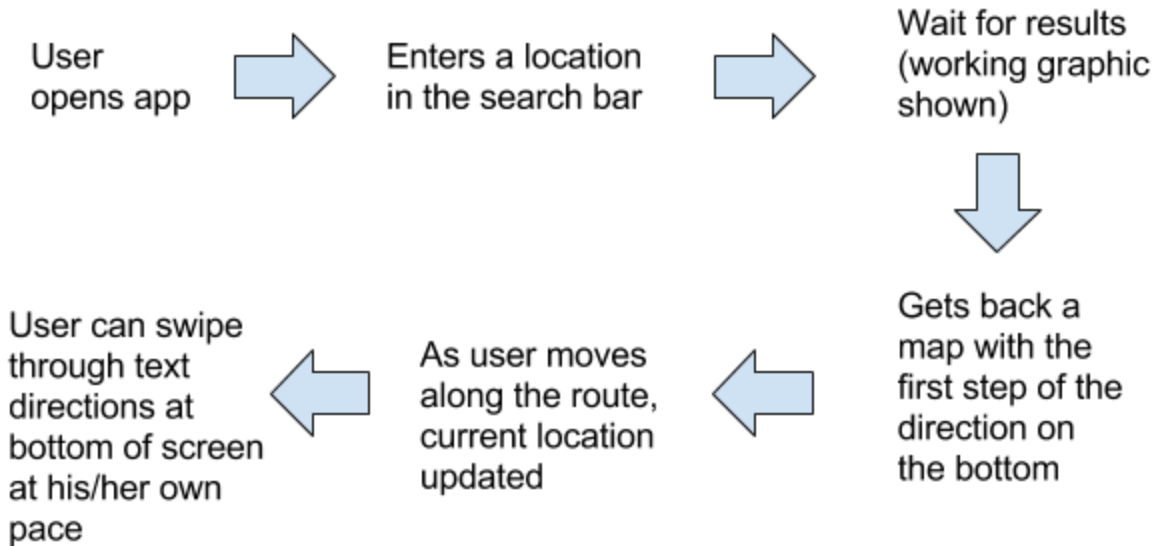 User
opens app
Enters a location
in the search bar
Wait for results
(working graphic
shown)
Gets back a
map with the
first step of the
direction on
the bottom
As user moves
along the route,
current location
updated
User can swipe
through text
directions at
bottom of screen
at his/her own
pace